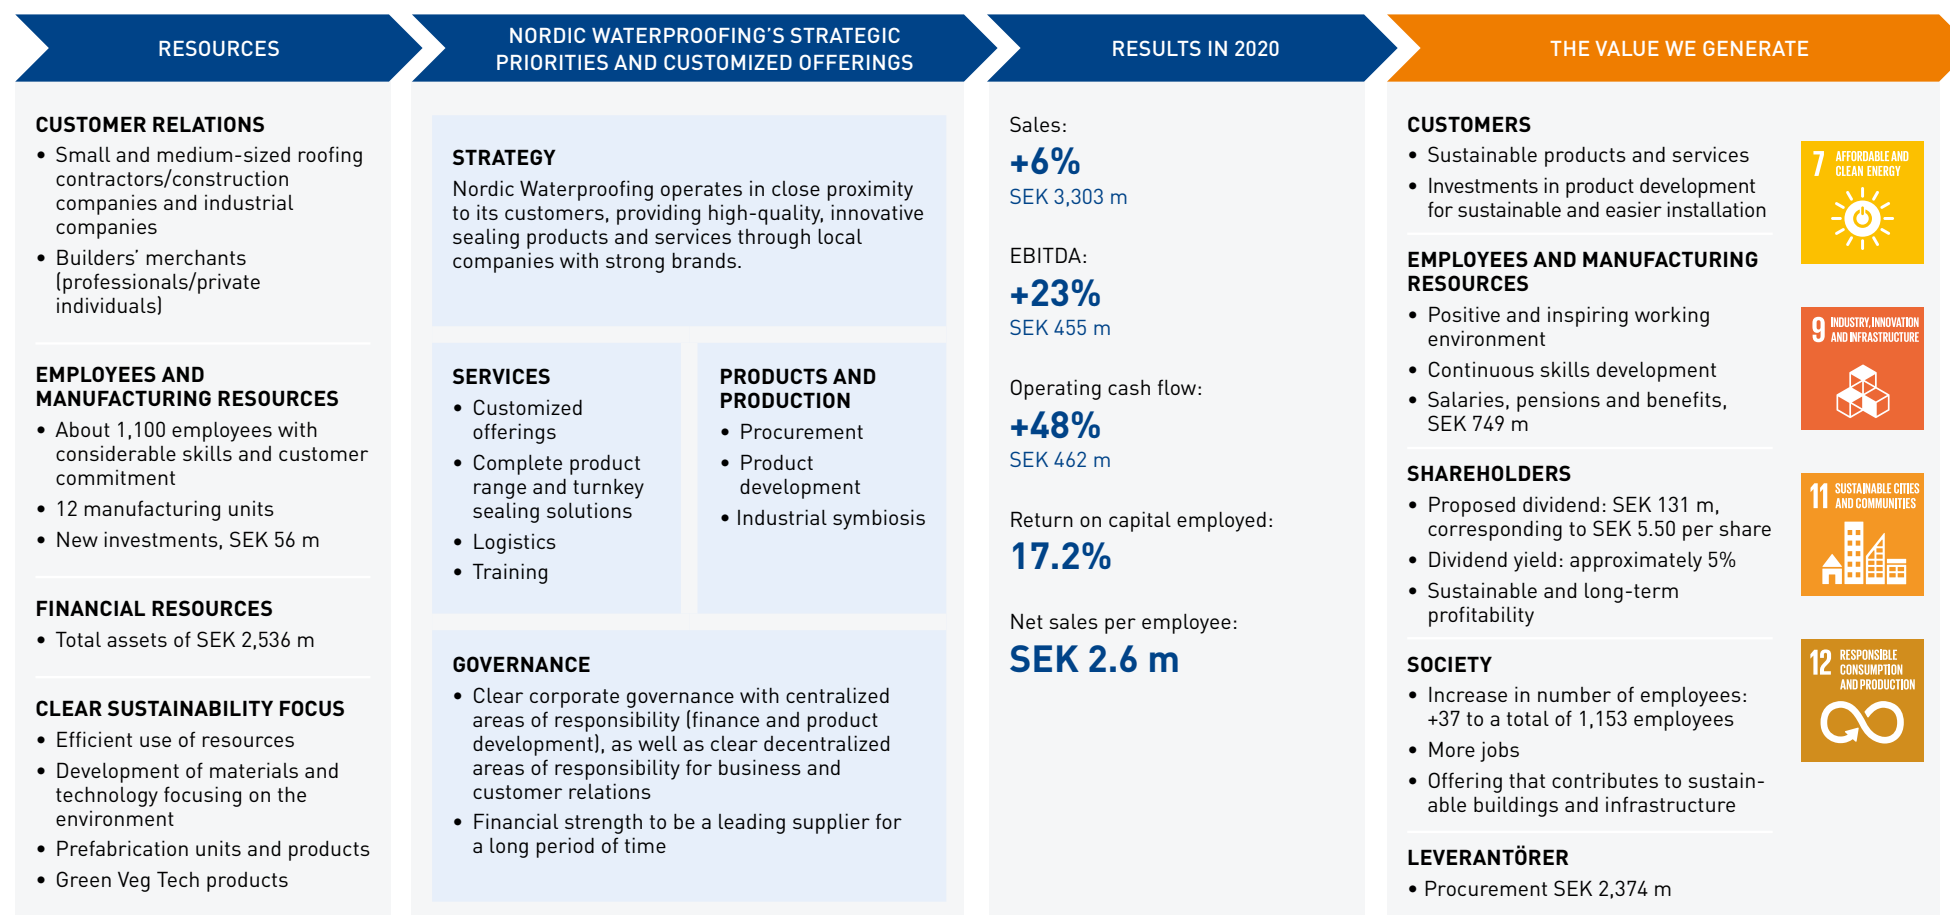 RESOURCES
CUSTOMER RELATIONS
• Small and medium-sized roofing
contractors/construction
companies and industrial
companies
• Builders’ merchants
(professionals/private
individuals)
EMPLOYEES AND
MANUFACTURING RESOURCES
• About 1,100 employees with
considerable skills and customer
commitment
• 12 manufacturing units
• New investments, SEK 56 m
FINANCIAL RESOURCES
• Total assets of SEK 2,536 m
CLEAR SUSTAINABILITY FOCUS
• Efficient use of resources
• Development of materials and
technology focusing on the
environment
• Prefabrication units and products
• Green Veg Tech products
NORDIC WATERPROOFING’S STRATEGIC
PRIORITIES AND CUSTOMIZED OFFERINGS
STRATEGY
Nordic Waterproofing operates in close proximity
to its customers, providing high-quality, innovative
sealing products and services through local
companies with strong brands.
SERVICES
• Customized
offerings
• Complete product
range and turnkey
sealing solutions
• Logistics
• Training
PRODUCTS AND
PRODUCTION
• Procurement
• Product
development
• Industrial symbiosis
GOVERNANCE
• Clear corporate governance with centralized
areas of responsibility (finance and product
development), as well as clear decentralized
areas of responsibility for business and
customer relations
• Financial strength to be a leading supplier for
a long period of time
RESULTS IN 2020
Sales:
+6%
SEK 3,303 m
EBITDA:
+23%
SEK 455 m
Operating cash flow:
+48%
SEK 462 m
Return on capital employed:
17.2%
Net sales per employee:
SEK 2.6 m
THE VALUE WE GENERATE
CUSTOMERS
• Sustainable products and services
• Investments in product development
for sustainable and easier installation
EMPLOYEES AND MANUFACTURING
RESOURCES
• Positive and inspiring working
environment
• Continuous skills development
• Salaries, pensions and benefits,
SEK 749 m
SHAREHOLDERS
• Proposed dividend: SEK 131 m,
corresponding to SEK 5.50 per share
• Dividend yield: approximately 5%
• Sustainable and long-term
profitability
SOCIETY
• Increase in number of employees:
+37 to a total of 1,153 employees
• More jobs
• Offering that contributes to sustain-
able buildings and infrastructure
LEVERANTÖRER
• Procurement SEK 2,374 m
7 AFFORDABLE AND
CLEAN ENERGY
9 INDUSTRY, INNOVATION
AND INFRASTRUCTURE
11 SUSTAINABLE CITIES
AND COMMUNITIES
12 RESPONSIBLE
CONSUMPTION
AND PRODUCTION